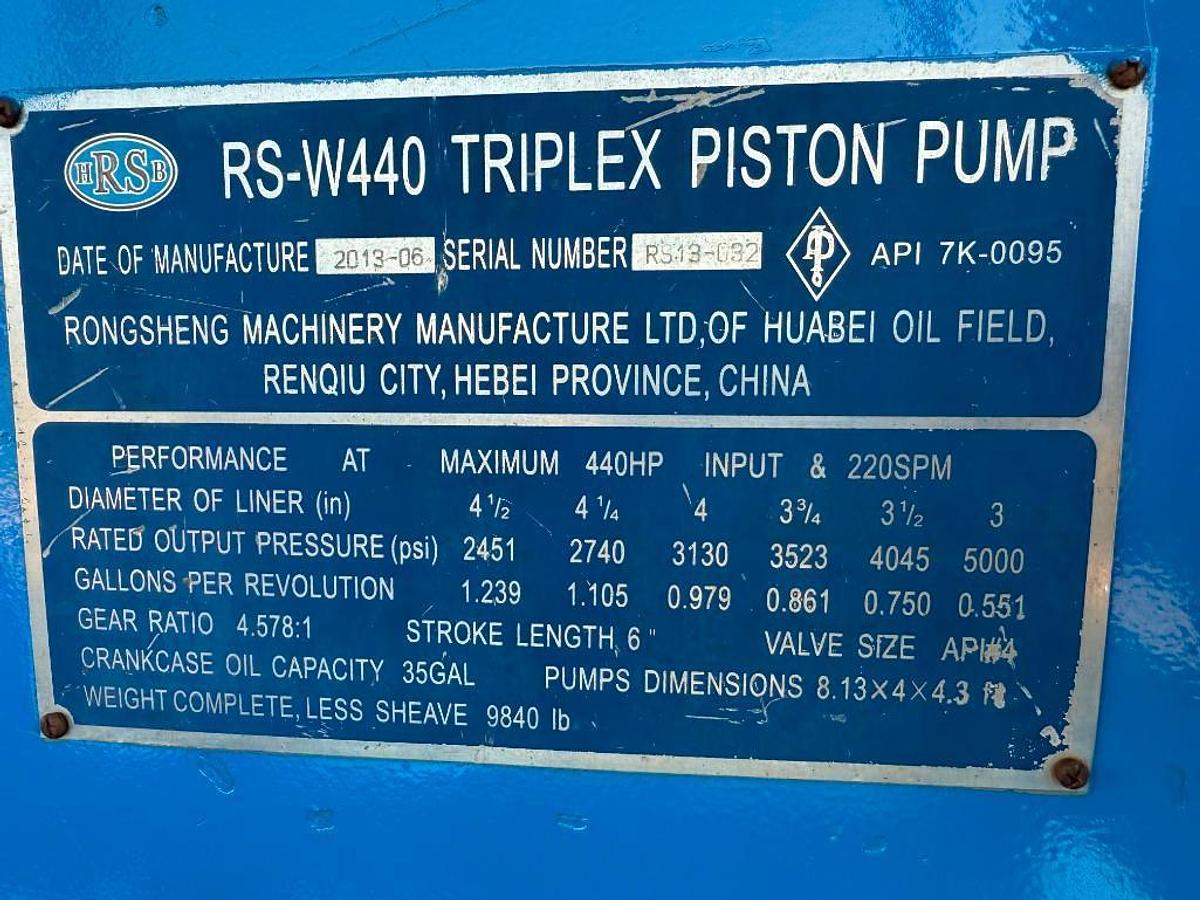 HRSB
RS-W440 TRIPLEX PISTON PUMP
DATE OF MANUFACTURE 2013-06 SERIAL NUMBER RS13-032 API 7K-0095
RONGSHENG MACHINERY MANUFACTURE LTD,OF HUABEI OIL FIELD,
RENQIU CITY, HEBEI PROVINCE, CHINA
PERFORMANCE AT MAXIMUM 440HP INPUT & 220SPM
DIAMETER OF LINER (in) 4 1/2 4 1/4 4 3 3/4 3 1/2 3
RATED OUTPUT PRESSURE (psi) 2451 2740 3130 3523 4045 5000
GALLONS PER REVOLUTION 1.239 1.105 0.979 0.861 0.750 0.551
GEAR RATIO 4.578:1 STROKE LENGTH, 6" VALVE SIZE API#4
CRANKCASE OIL CAPACITY 35GAL PUMPS DIMENSIONS 8.13×4×4.3 ft
WEIGHT COMPLETE, LESS SHEAVE 9840 lb